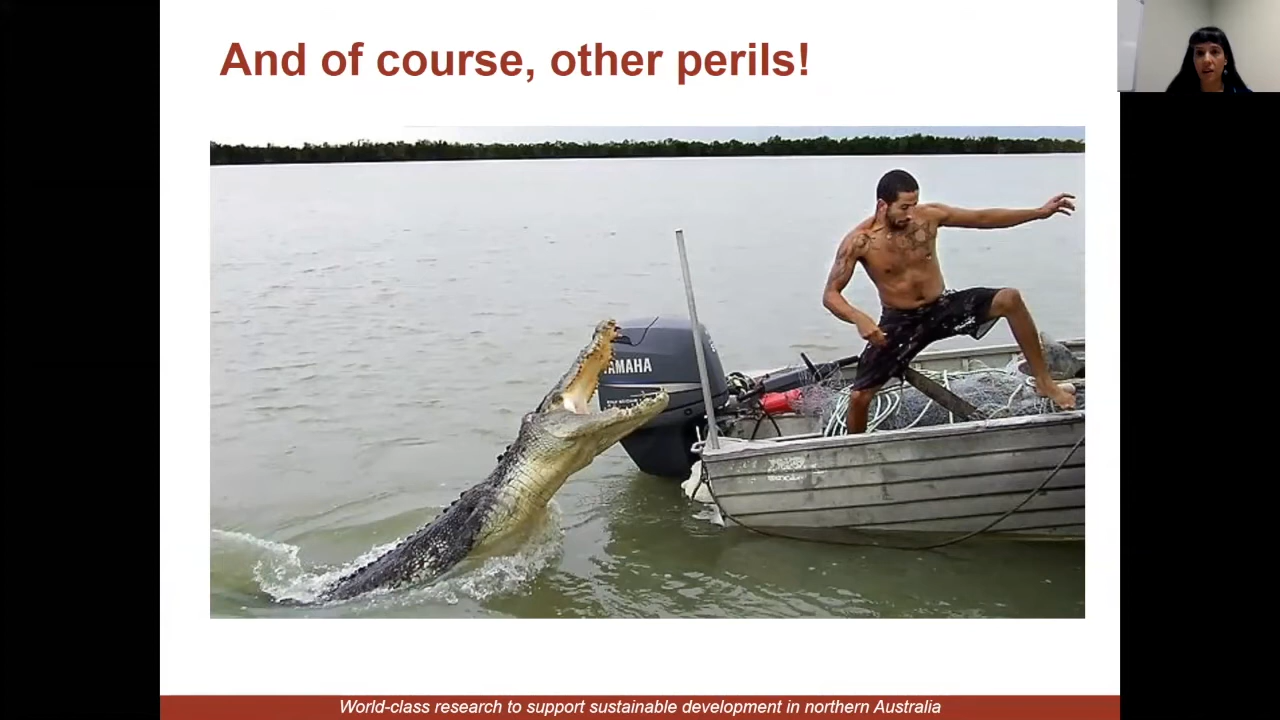 And of course, other perils!
YAMAHA
World-class research to support sustainable development in northern Australia